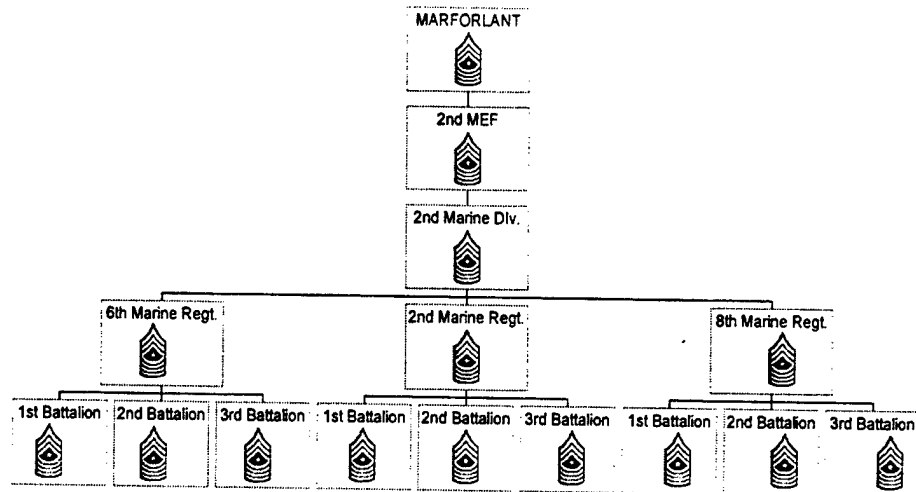 MARFORLANT
2nd MEF
2nd Marine Div.
6th Marine Regt.
2nd Marine Regt.
8th Marine Regt.
1st Battalion
2nd Battalion
3rd Battalion
1st Battalion
2nd Battalion
3rd Battalion
1st Battalion
2nd Battalion
3rd Battalion